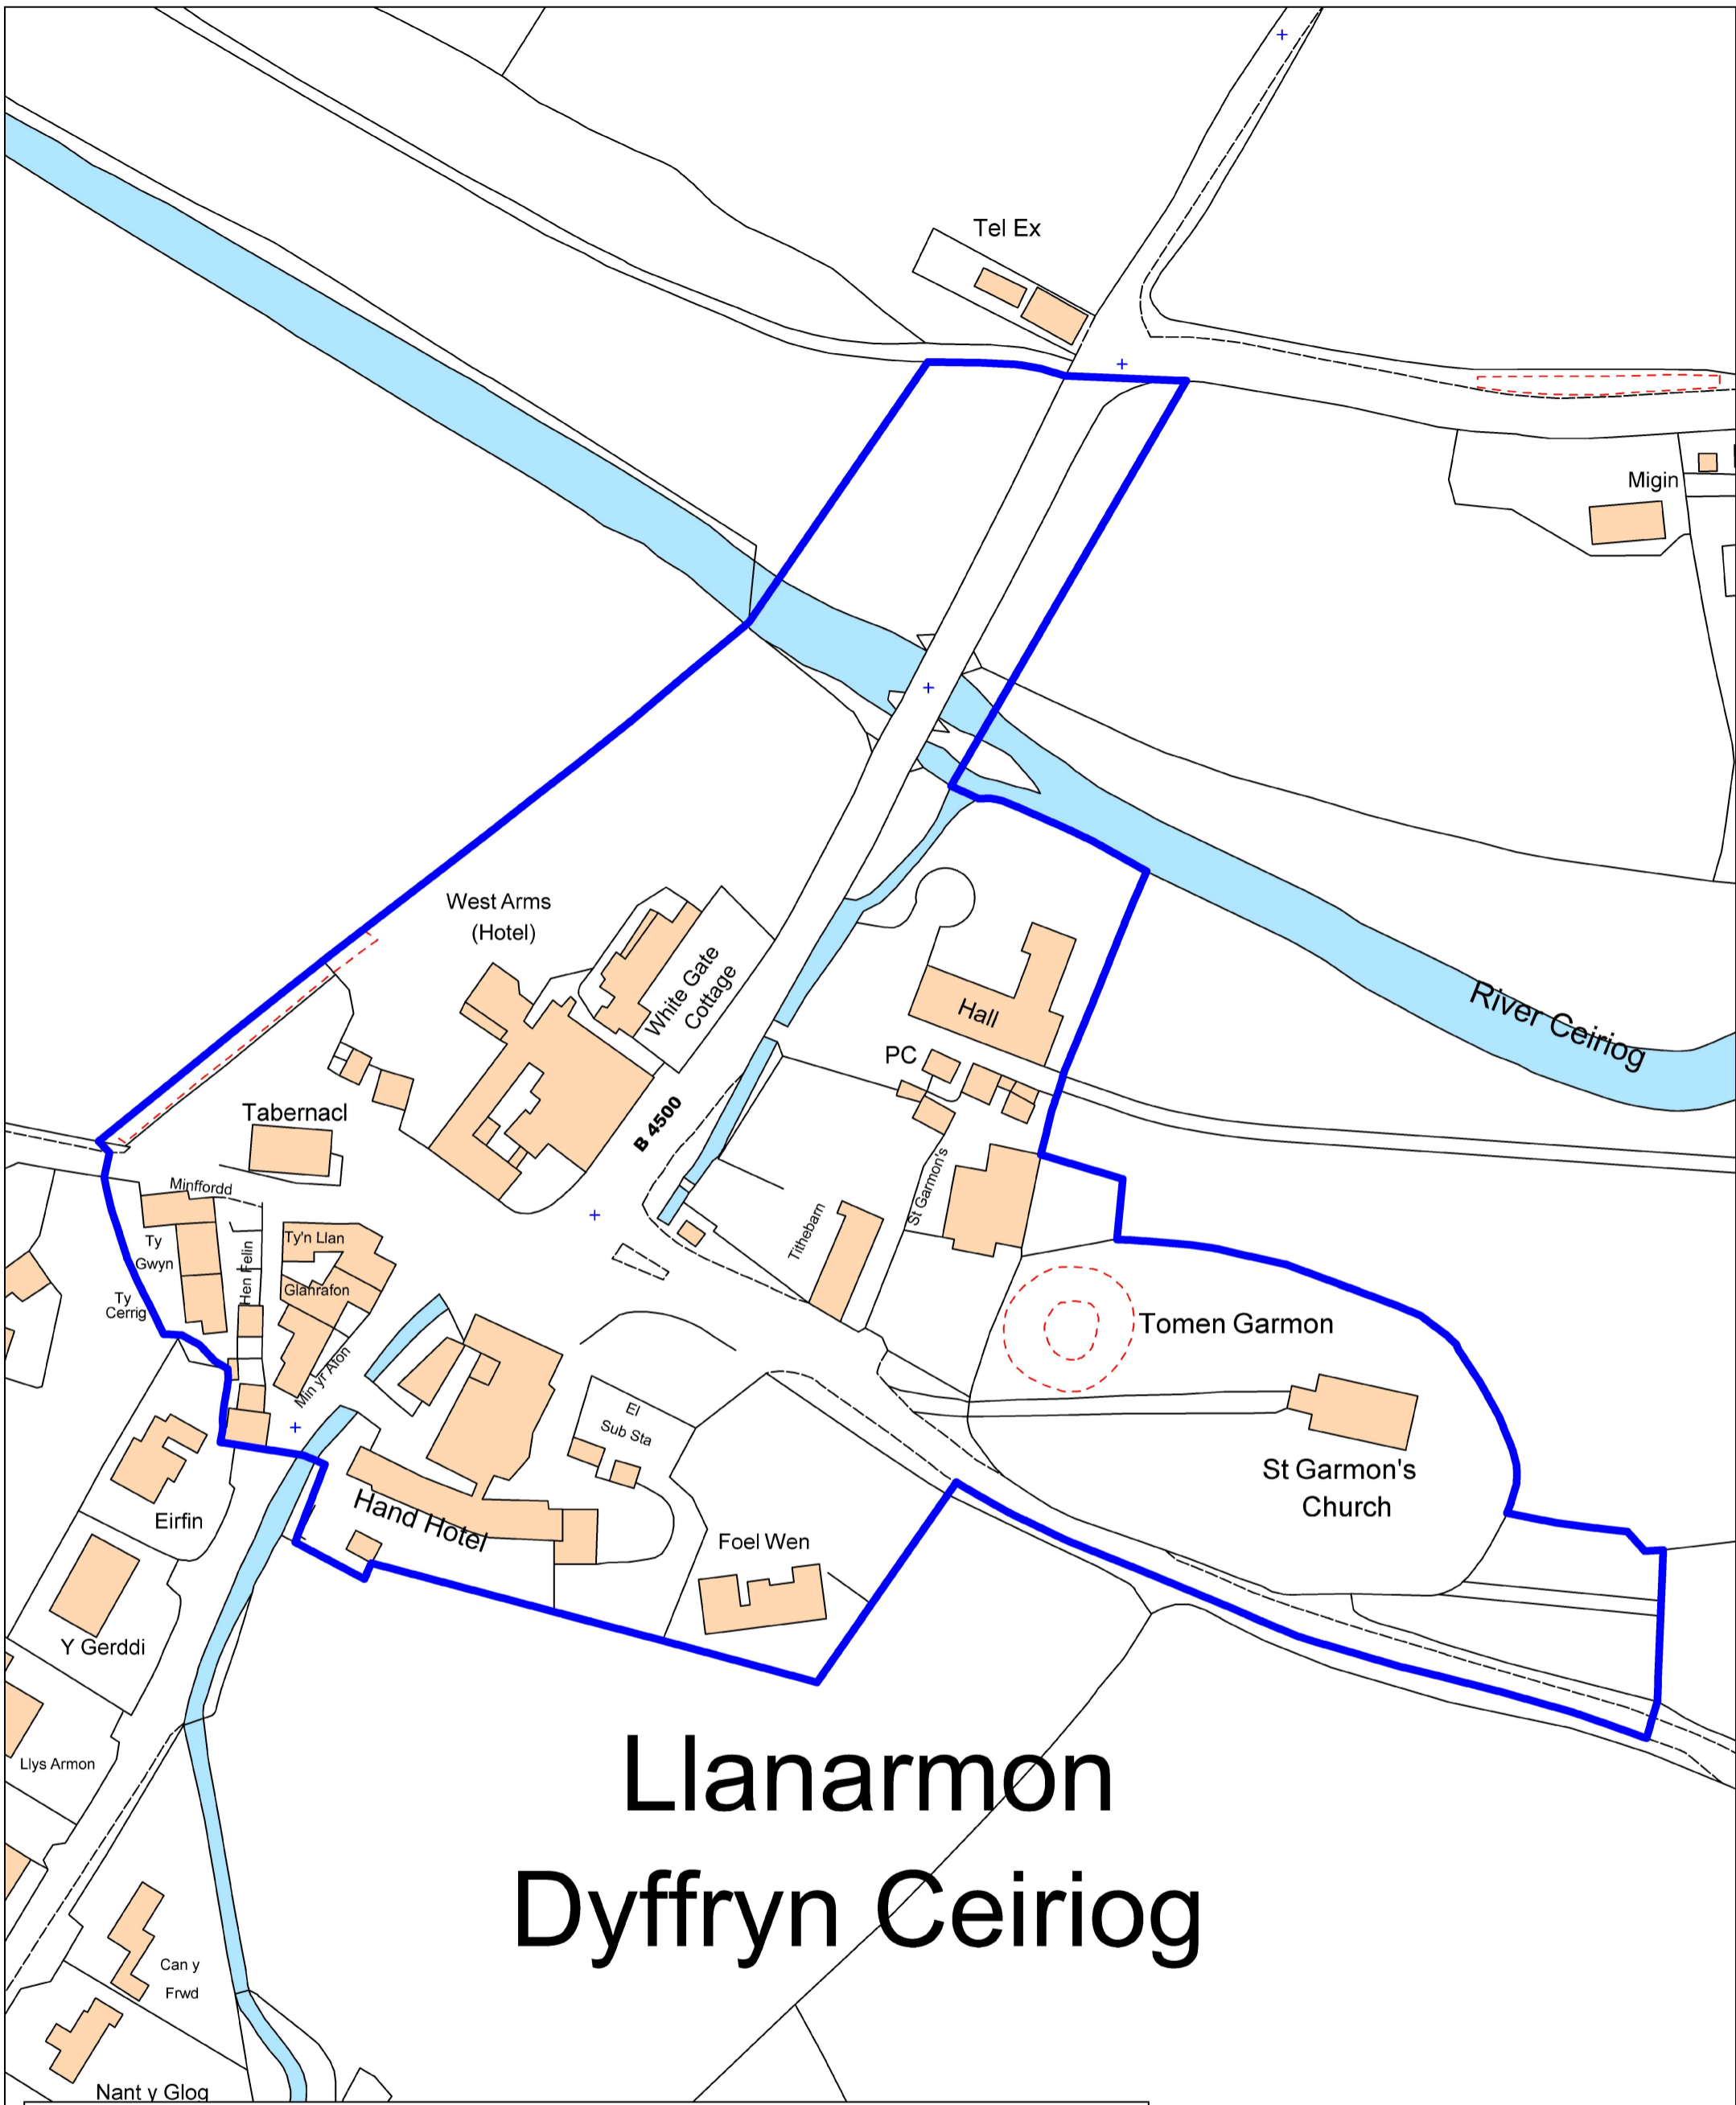 Tel Ex
Migin
West Arms
(Hotel)
White Gate
Cottage
Hall
River Ceiriog
PC
B 4500
Tabernacl
Minffordd
Ty
Gwyn
Ty
Cerrig
Hen Felin
Ty'n Llan
Glanrafon
Min yr Afon
Tithebarn
St Garmon's
Tomen Garmon
St Garmon's
Church
El
Sub Sta
Hand Hotel
Foel Wen
Eirfin
Y Gerddi
Llys Armon
Llanarmon
Dyffryn Ceiriog
Can y
Frwd
Nant y Glog